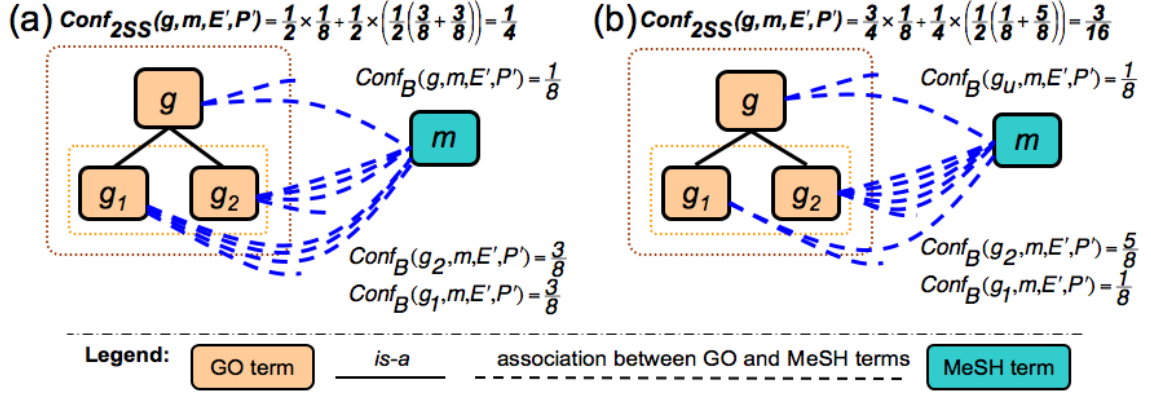 (a) Conf2SS(g,m,E',P') = 1/2 × 1/8 + 1/2 × (1/2(3/8 + 3/8)) = 1/4
ConfB(g,m,E',P') = 1/8
g
m
g1
g2
ConfB(g2,m,E',P') = 3/8
ConfB(g1,m,E',P') = 3/8
(b) Conf2SS(g,m,E',P') = 3/4 × 1/8 + 1/4 × (1/2(1/8 + 5/8)) = 3/16
ConfB(gu,m,E',P') = 1/8
g
m
g1
g2
ConfB(g2,m,E',P') = 5/8
ConfB(g1,m,E',P') = 1/8
Legend:
GO term
is-a
association between GO and MeSH terms
MeSH term